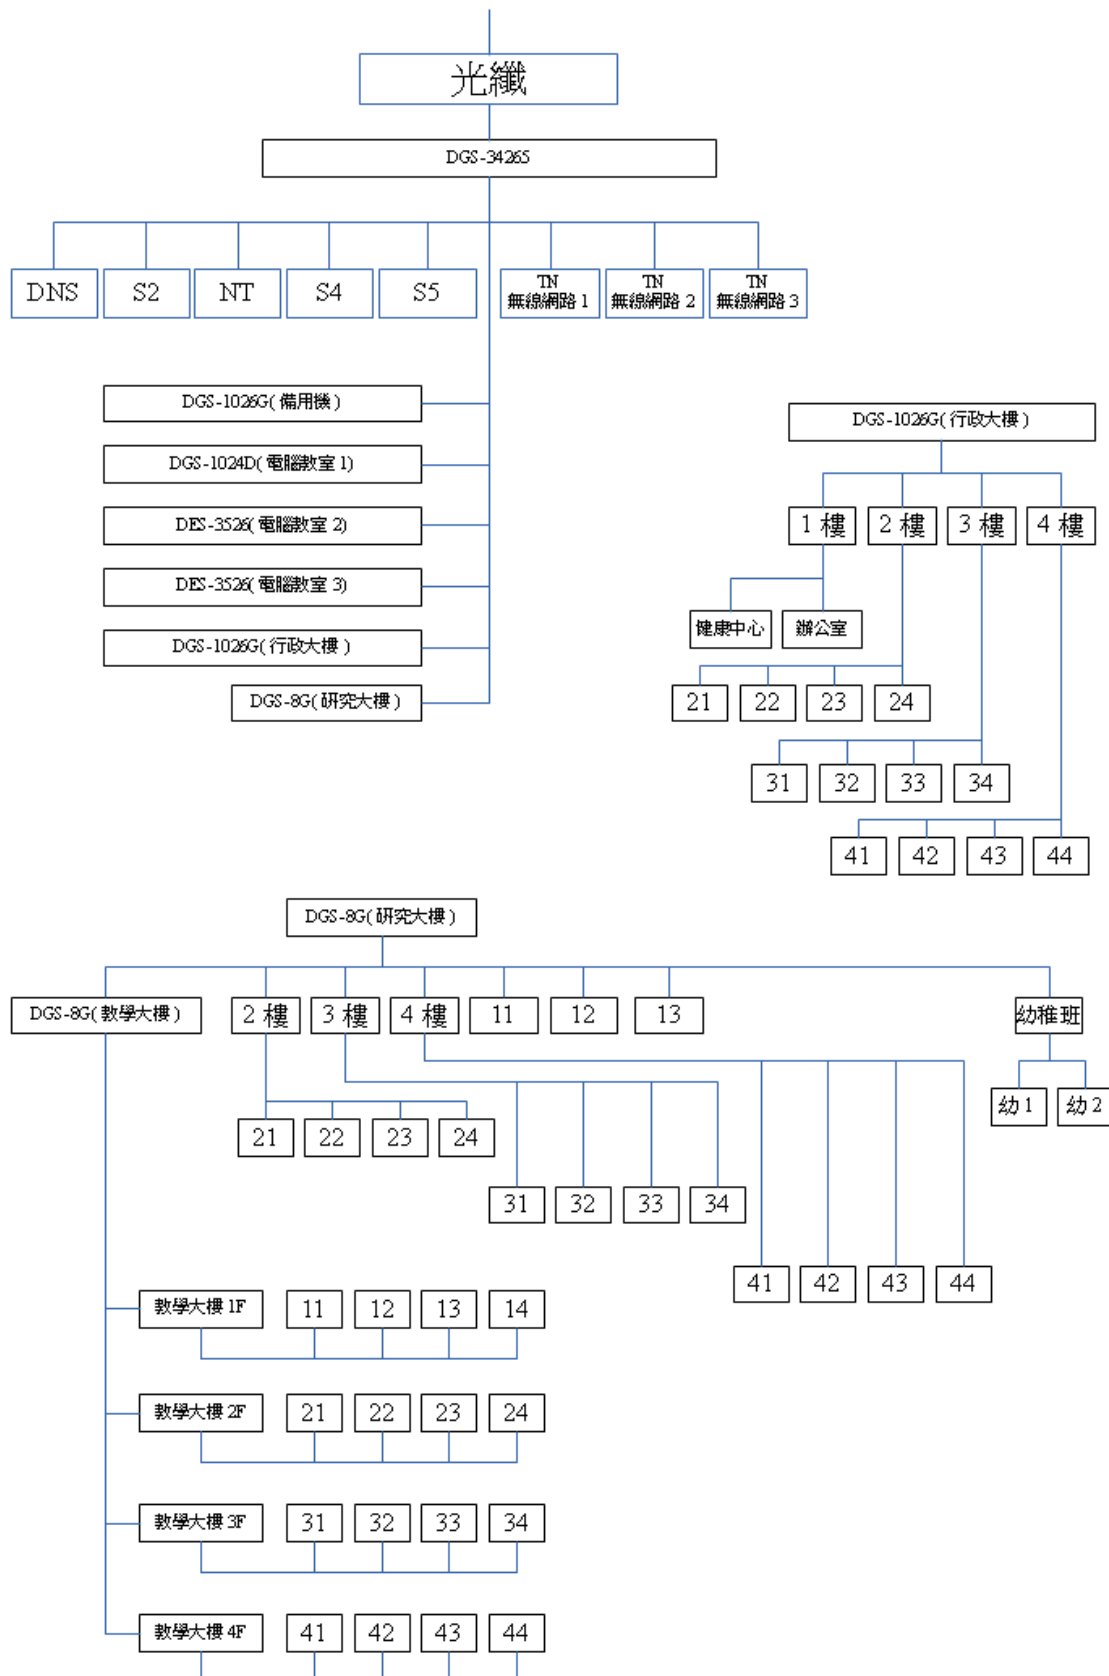 光纖
DGS-34265
DNS
S2
NT
S4
S5
TN
無線網路 1
TN
無線網路 2
TN
無線網路 3
DGS-1026G(備用機)
DGS-1024D(電腦教室 1)
DES-3526(電腦教室 2)
DES-3526(電腦教室 3)
DGS-1026G(行政大樓)
DGS-8G(研究大樓)
DGS-1026G(行政大樓)
1 樓
2 樓
3 樓
4 樓
健康中心
辦公室
21
22
23
24
31
32
33
34
41
42
43
44
DGS-8G(研究大樓)
DGS-8G(教學大樓)
2 樓
3 樓
4 樓
11
12
13
幼稚班
幼 1
幼 2
21
22
23
24
31
32
33
34
41
42
43
44
教學大樓 1F
11
12
13
14
教學大樓 2F
21
22
23
24
教學大樓 3F
31
32
33
34
教學大樓 4F
41
42
43
44